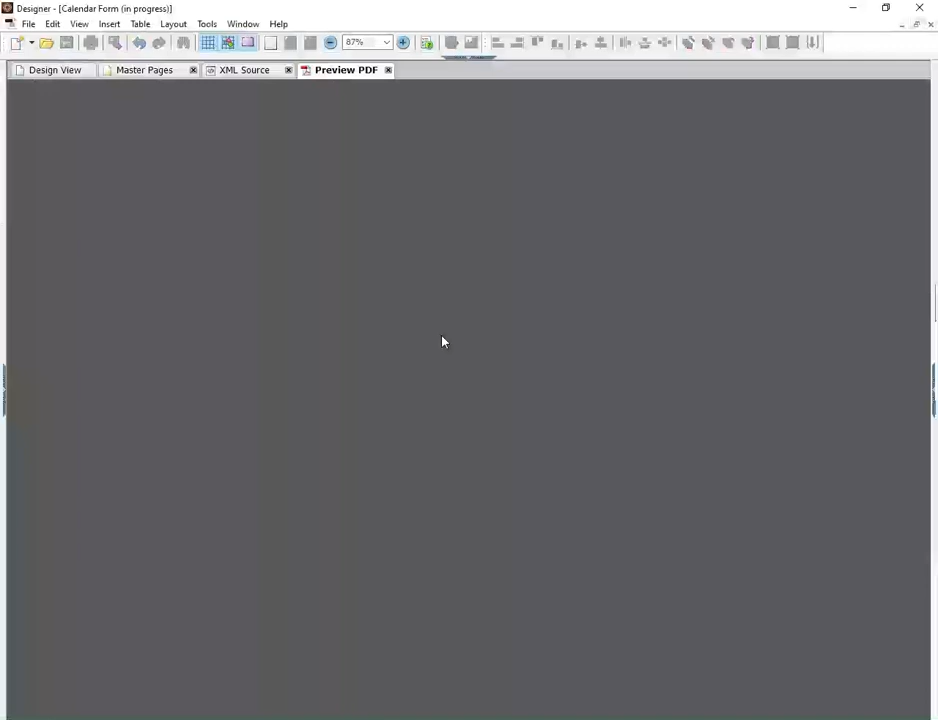 Designer - [Calendar Form (in progress)]
File Edit View Insert Table Layout Tools Window Help
87%
Design View Master Pages XML Source Preview PDF